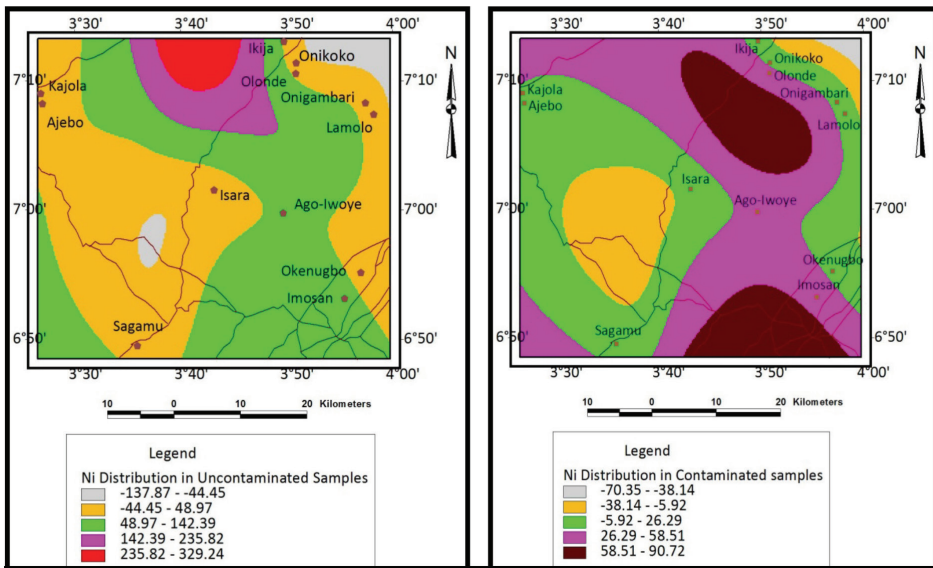 3°30' 3°40' 3°50' 4°00'
Ikija
Onikoko
N
7°10' 7°10'
Olonde
Kajola
Onigambari
Ajebo
Lamolo
Isara
Ago-Iwoye
7°00' 7°00'
Okenugbo
Imosan
Sagamu
6°50' 6°50'
3°30' 3°40' 3°50' 4°00'
10 0 10 20 Kilometers
Legend
Ni Distribution in Uncontaminated Samples
-137.87 - -44.45
-44.45 - 48.97
48.97 - 142.39
142.39 - 235.82
235.82 - 329.24
3°30' 3°40' 3°50' 4°00'
Ikija
Onikoko
N
7°10' 7°10'
Olonde
Kajola
Onigambari
Ajebo
Lamolo
Isara
Ago-Iwoye
7°00' 7°00'
Okenugbo
Imosan
Sagamu
6°50' 6°50'
3°30' 3°40' 3°50' 4°00'
10 0 10 20 Kilometers
Legend
Ni Distribution in Contaminated samples
-70.35 - -38.14
-38.14 - -5.92
-5.92 - 26.29
26.29 - 58.51
58.51 - 90.72